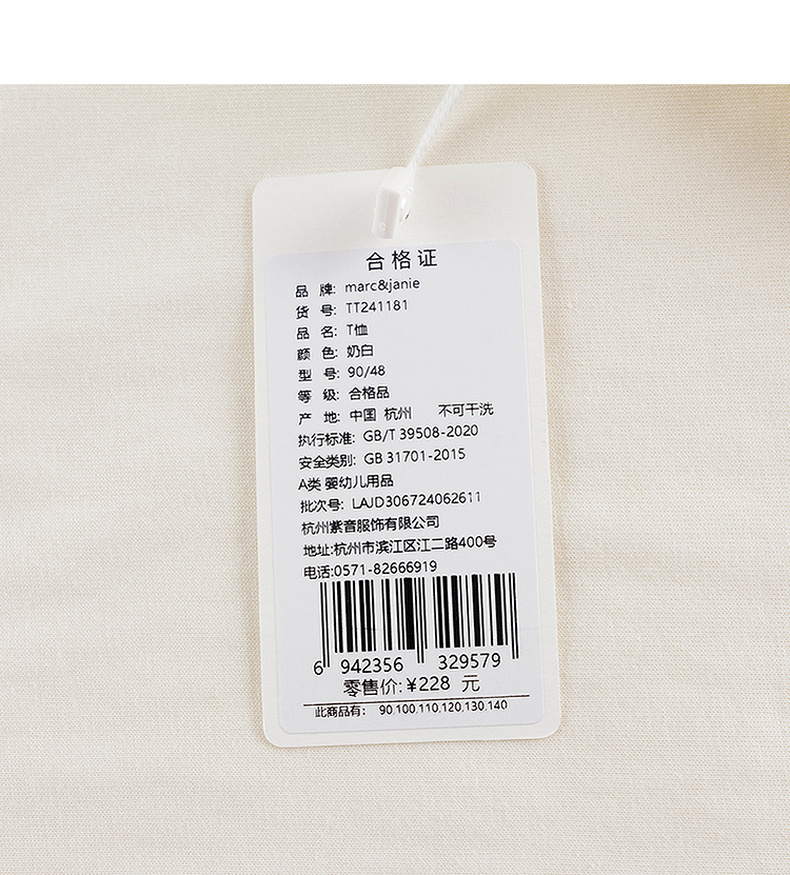 合格证
品 牌: marc&janie
货 号: TT241181
品 名: T恤
颜 色: 奶白
型 号: 90/48
等 级: 合格品
产 地: 中国 杭州 不可干洗
执行标准: GB/T 39508-2020
安全类别: GB 31701-2015
A类 婴幼儿用品
批次号: LAJD306724062611
杭州紫音服饰有限公司
地址:杭州市滨江区江二路400号
电话:0571-82666919
6 942356 329579
零售价:¥228 元
此商品有: 90,100,110,120,130,140